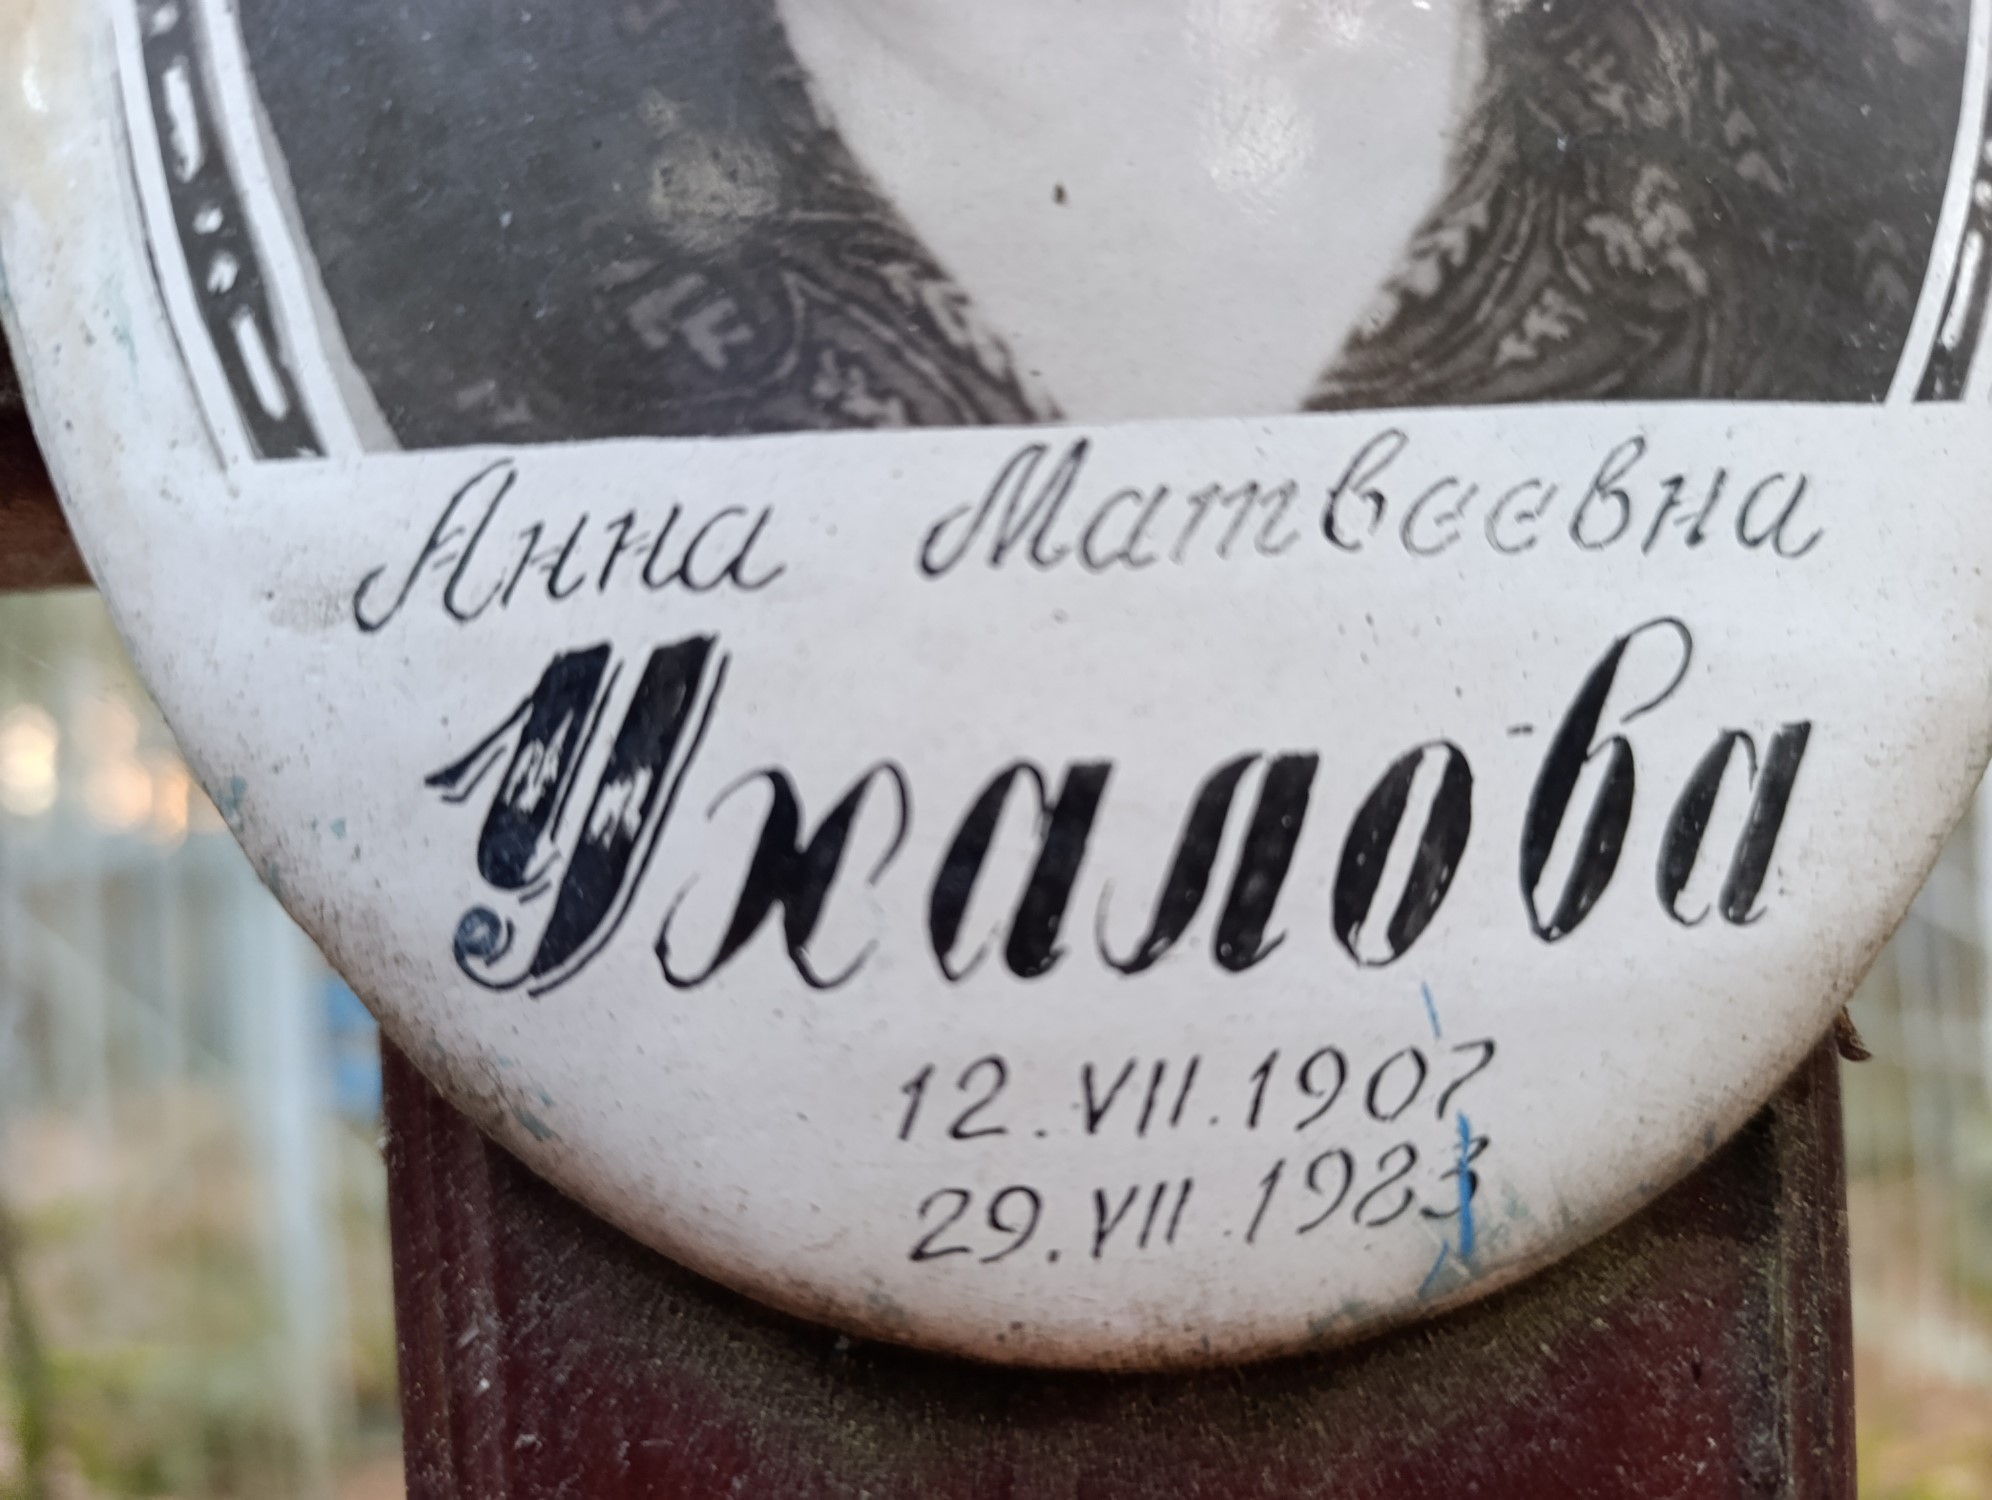 Анна Матвеевна
Ухалова
12.VII.1907
29.VII.1983